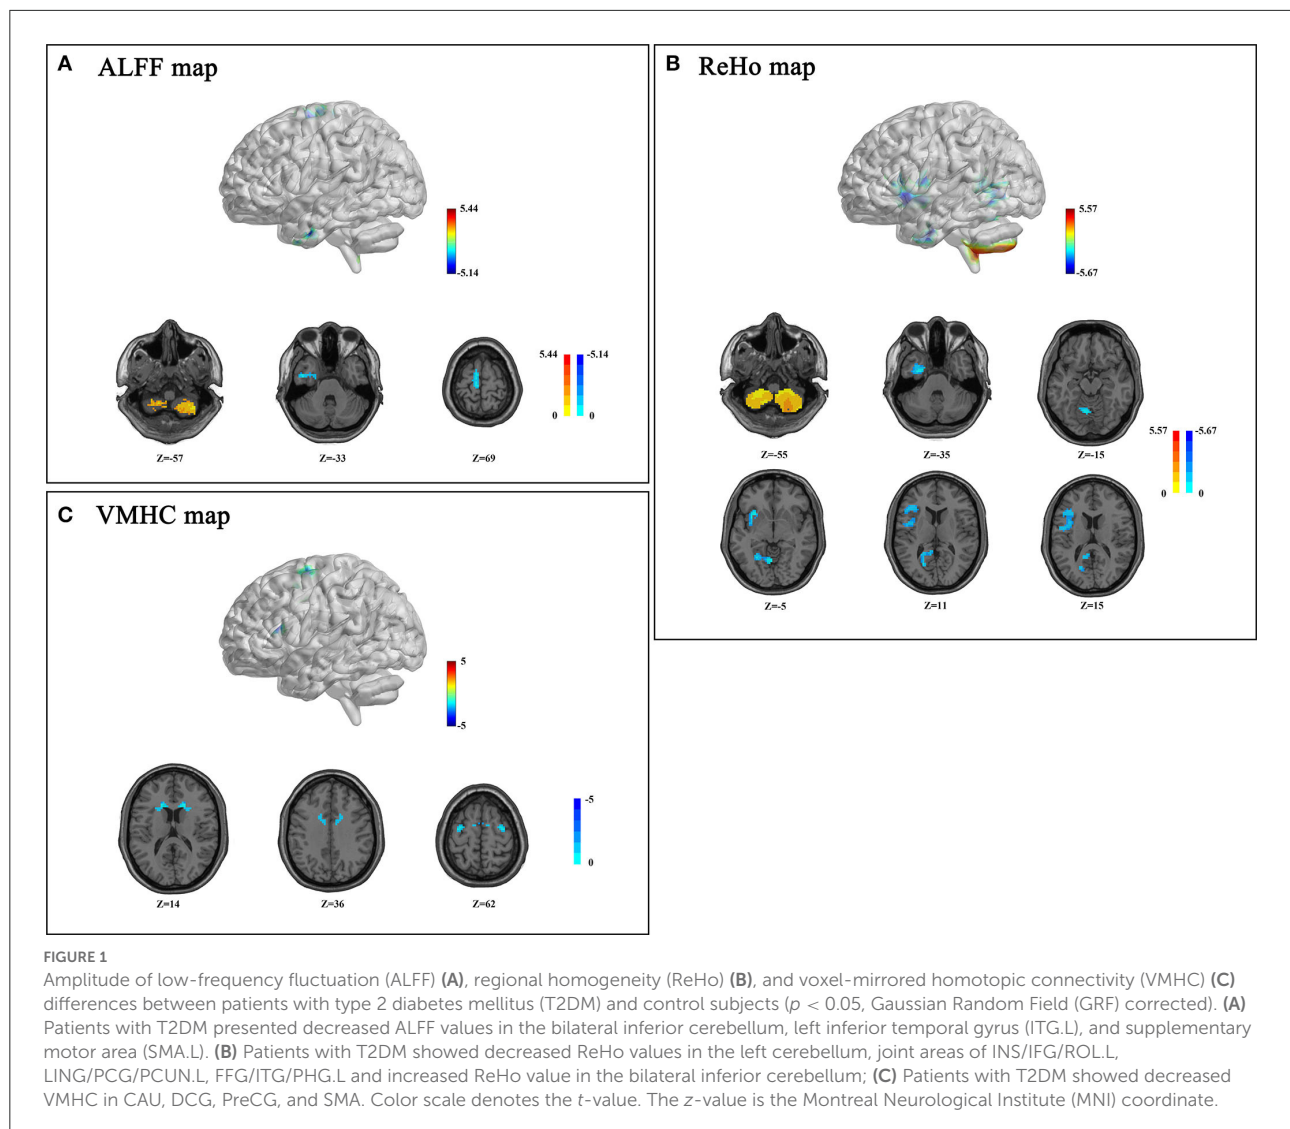 A ALFF map
5.44
-5.14
5.44 -5.14
0 0
Z=-57 Z=-33 Z=69
B ReHo map
5.57
-5.67
5.57 -5.67
0 0
Z=-55 Z=-35 Z=-15
Z=-5 Z=11 Z=15
C VMHC map
5
-5
-5
0
Z=14 Z=36 Z=62
FIGURE 1
Amplitude of low-frequency fluctuation (ALFF) (A), regional homogeneity (ReHo) (B), and voxel-mirrored homotopic connectivity (VMHC) (C)
differences between patients with type 2 diabetes mellitus (T2DM) and control subjects (p < 0.05, Gaussian Random Field (GRF) corrected). (A)
Patients with T2DM presented decreased ALFF values in the bilateral inferior cerebellum, left inferior temporal gyrus (ITG.L), and supplementary
motor area (SMA.L). (B) Patients with T2DM showed decreased ReHo values in the left cerebellum, joint areas of INS/IFG/ROL.L,
LING/PCG/PCUN.L, FFG/ITG/PHG.L and increased ReHo value in the bilateral inferior cerebellum; (C) Patients with T2DM showed decreased
VMHC in CAU, DCG, PreCG, and SMA. Color scale denotes the t-value. The z-value is the Montreal Neurological Institute (MNI) coordinate.